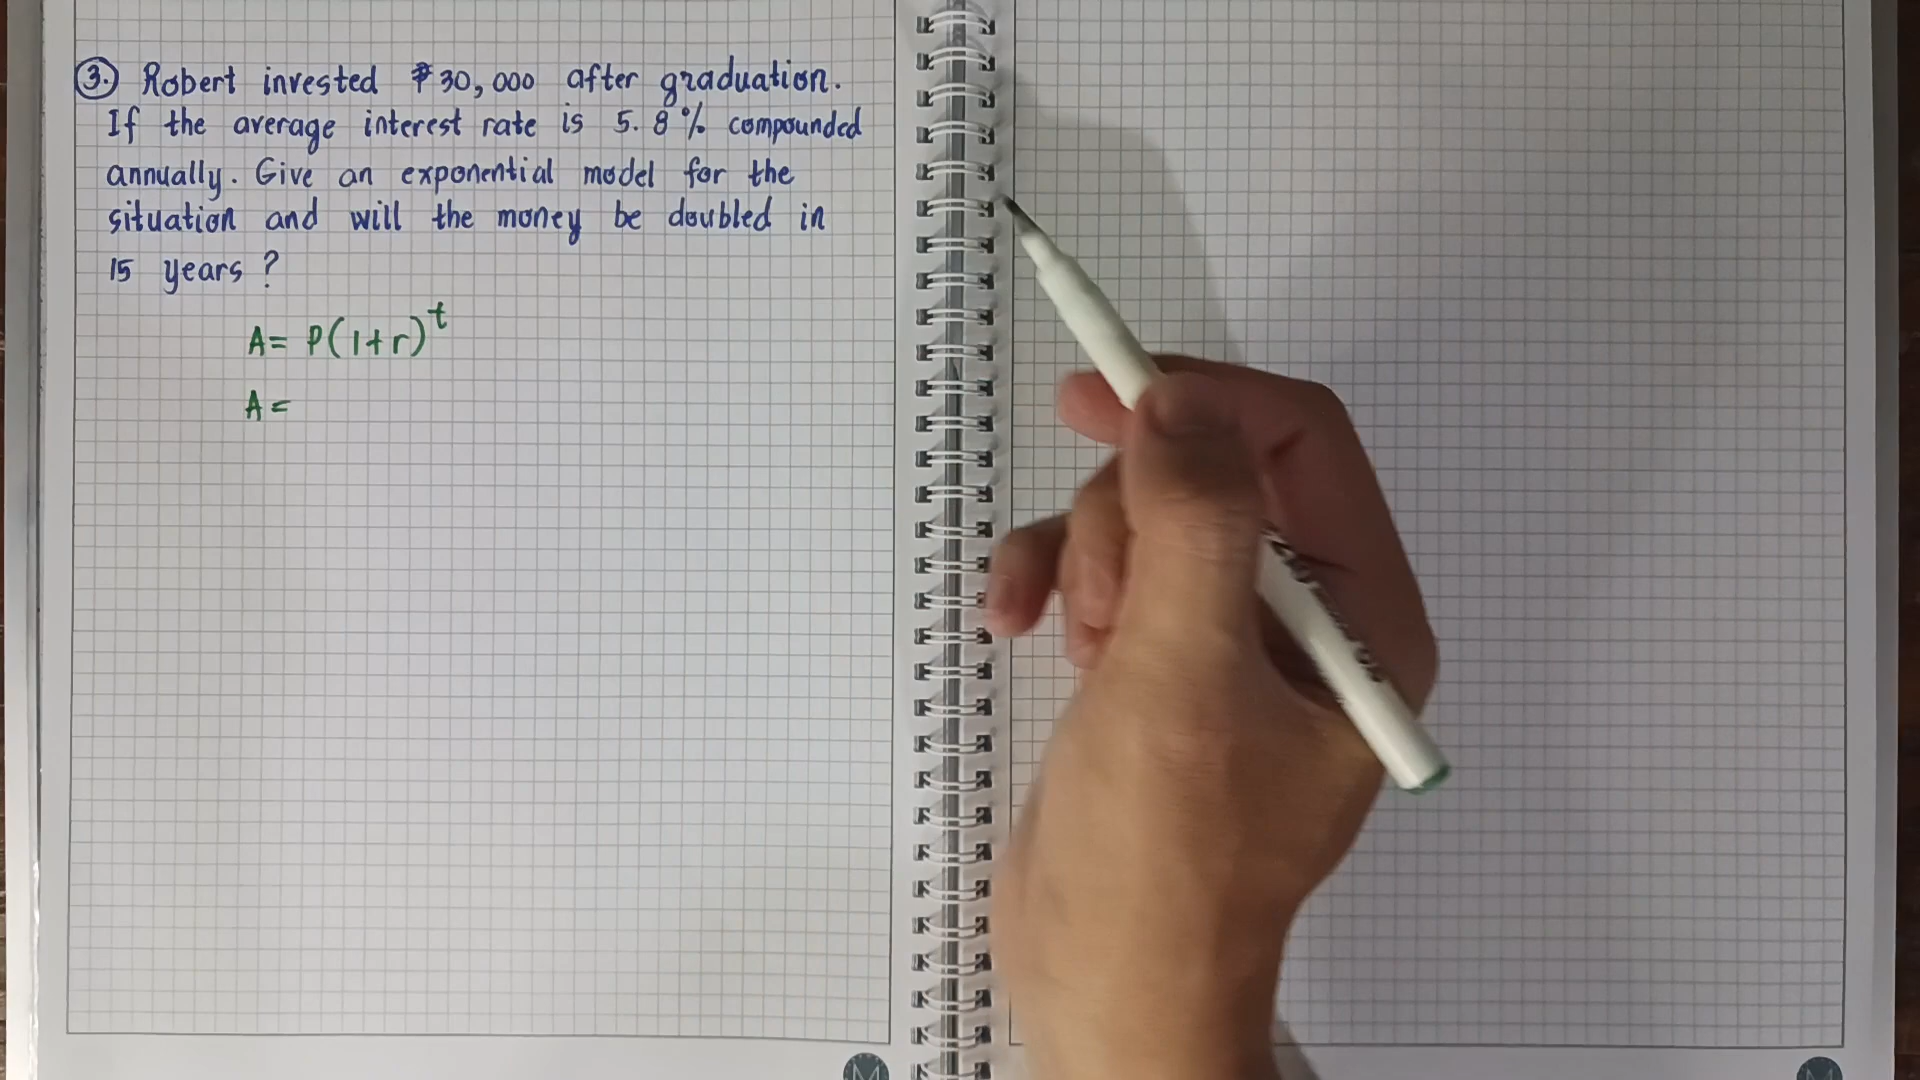 3. Robert invested ₱30,000 after graduation.
If the average interest rate is 5.8% compounded
annually. Give an exponential model for the
situation and will the money be doubled in
15 years?
A = P(1+r)^t
A =